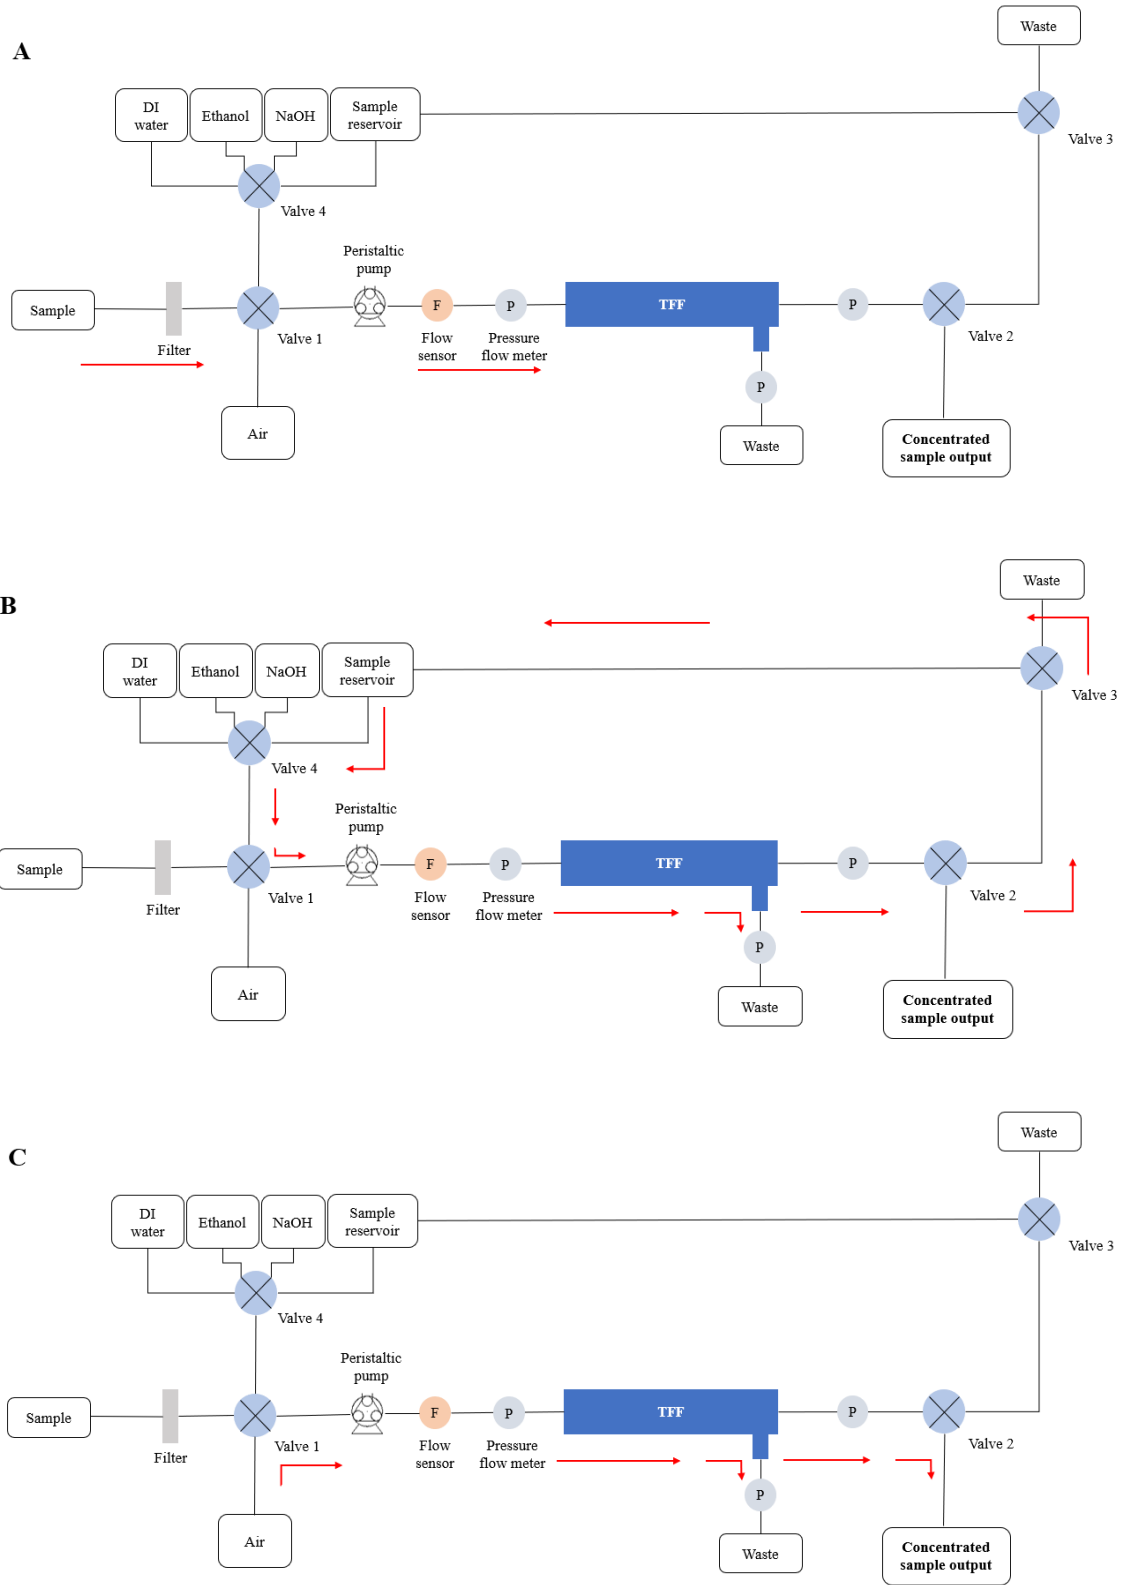 A
Waste
DI
water
Ethanol
NaOH
Sample
reservoir
Valve 3
Valve 4
Peristaltic
pump
Sample
Filter
Valve 1
F
Flow
sensor
P
Pressure
flow meter
TFF
P
Valve 2
P
Air
Waste
Concentrated
sample output
B
Waste
DI
water
Ethanol
NaOH
Sample
reservoir
Valve 3
Valve 4
Peristaltic
pump
Sample
Filter
Valve 1
F
Flow
sensor
P
Pressure
flow meter
TFF
P
Valve 2
P
Air
Waste
Concentrated
sample output
C
Waste
DI
water
Ethanol
NaOH
Sample
reservoir
Valve 3
Valve 4
Peristaltic
pump
Sample
Filter
Valve 1
F
Flow
sensor
P
Pressure
flow meter
TFF
P
Valve 2
P
Air
Waste
Concentrated
sample output